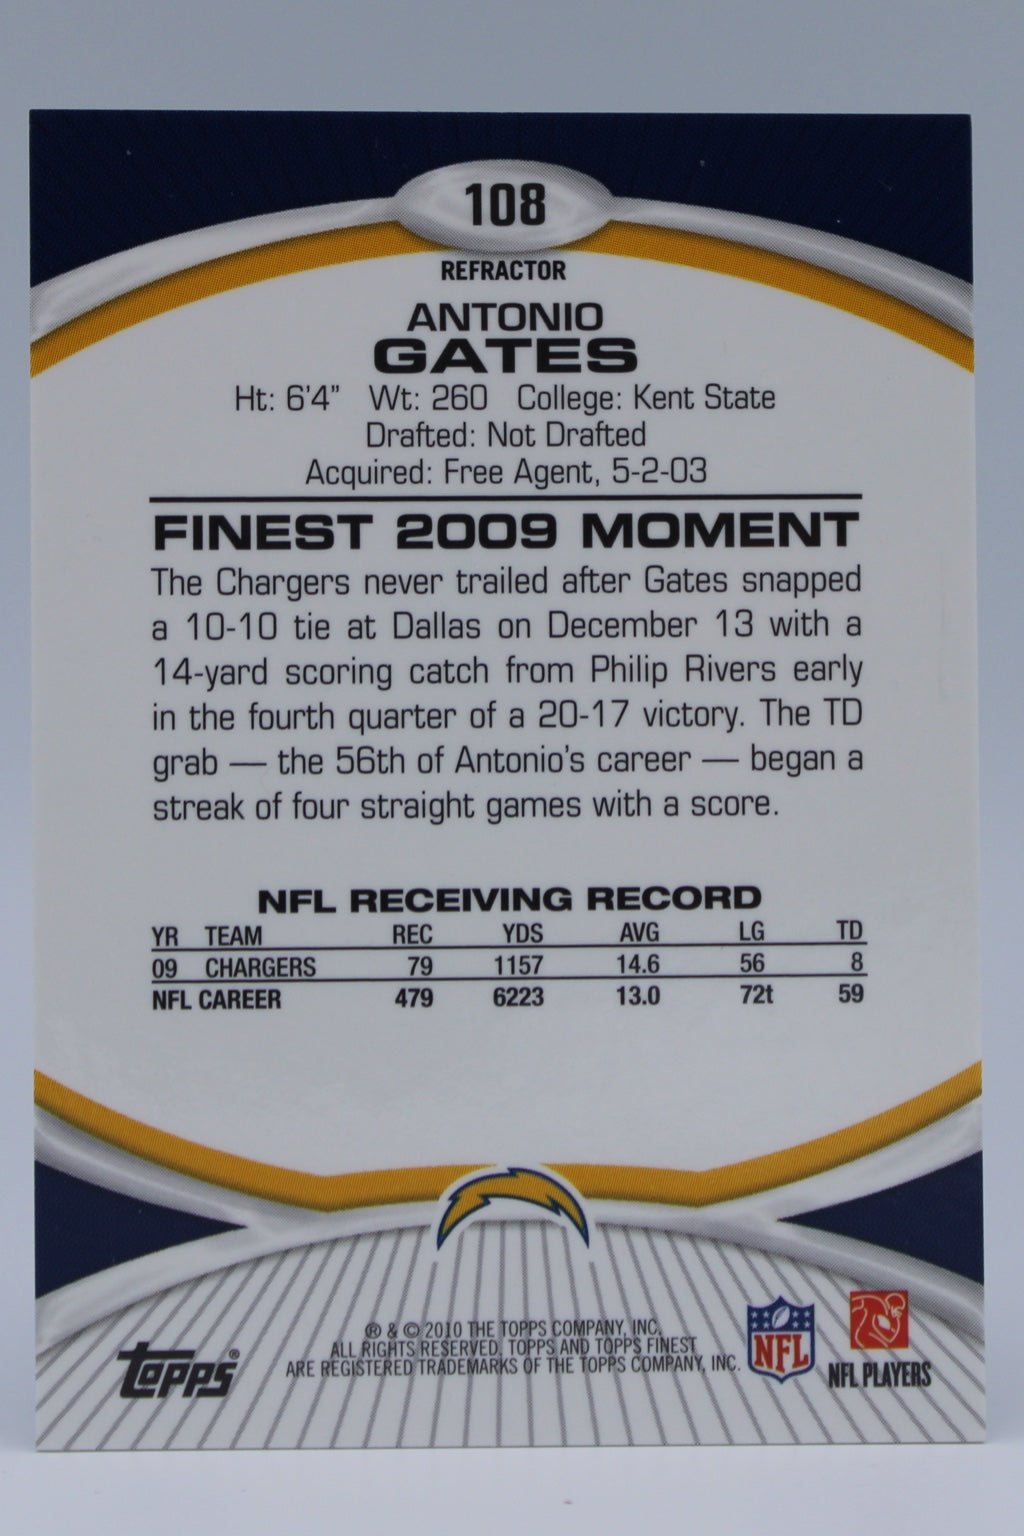 108
REFRACTOR
ANTONIO
GATES
Ht: 6'4" Wt: 260 College: Kent State
Drafted: Not Drafted
Acquired: Free Agent, 5-2-03
FINEST 2009 MOMENT
The Chargers never trailed after Gates snapped
a 10-10 tie at Dallas on December 13 with a
14-yard scoring catch from Philip Rivers early
in the fourth quarter of a 20-17 victory. The TD
grab — the 56th of Antonio's career — began a
streak of four straight games with a score.
NFL RECEIVING RECORD
YR TEAM REC YDS AVG LG TD
09 CHARGERS 79 1157 14.6 56 8
NFL CAREER 479 6223 13.0 72t 59
® & © 2010 THE TOPPS COMPANY, INC.
ALL RIGHTS RESERVED. TOPPS AND TOPPS FINEST
ARE REGISTERED TRADEMARKS OF THE TOPPS COMPANY, INC.
Topps®
NFL
NFL PLAYERS